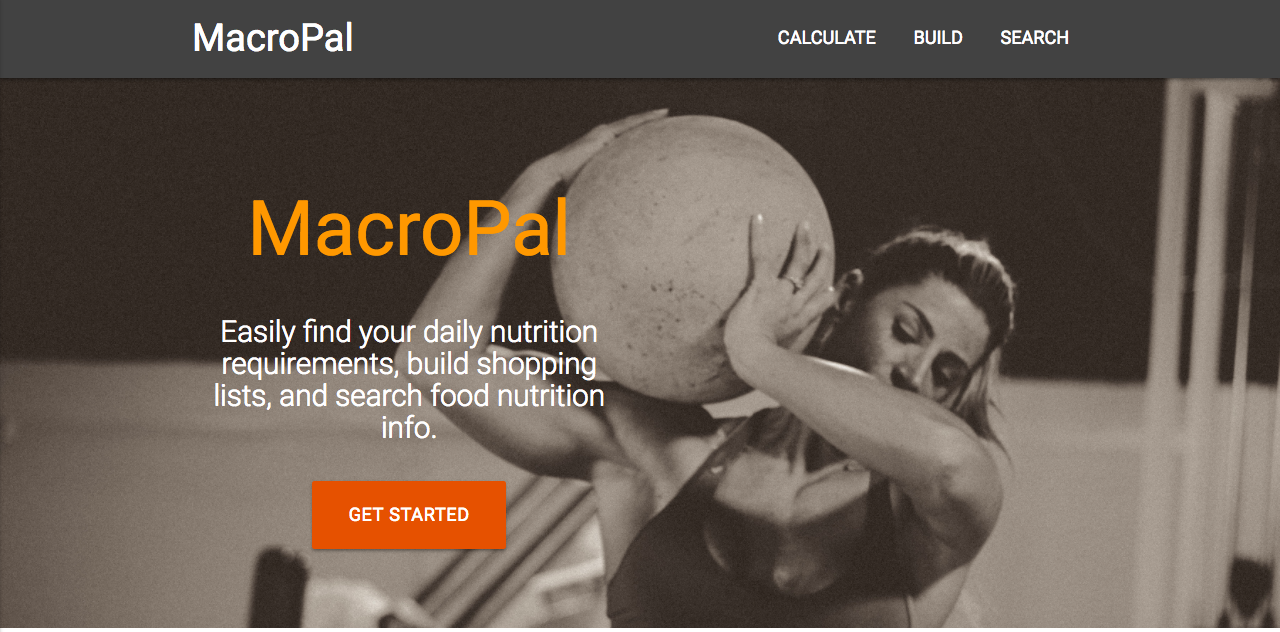 MacroPal
CALCULATE BUILD SEARCH
MacroPal
Easily find your daily nutrition
requirements, build shopping
lists, and search food nutrition
info.
GET STARTED